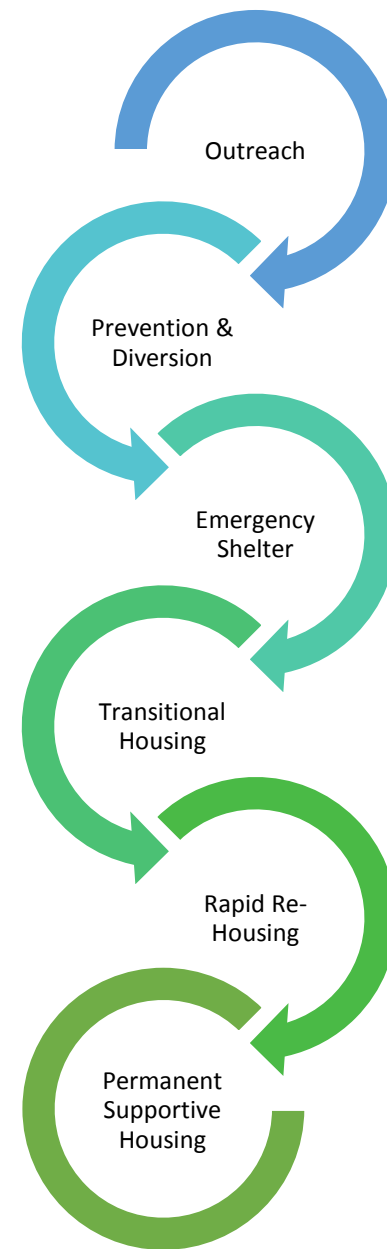 Outreach
Prevention &
Diversion
Emergency
Shelter
Transitional
Housing
Rapid Re-
Housing
Permanent
Supportive
Housing